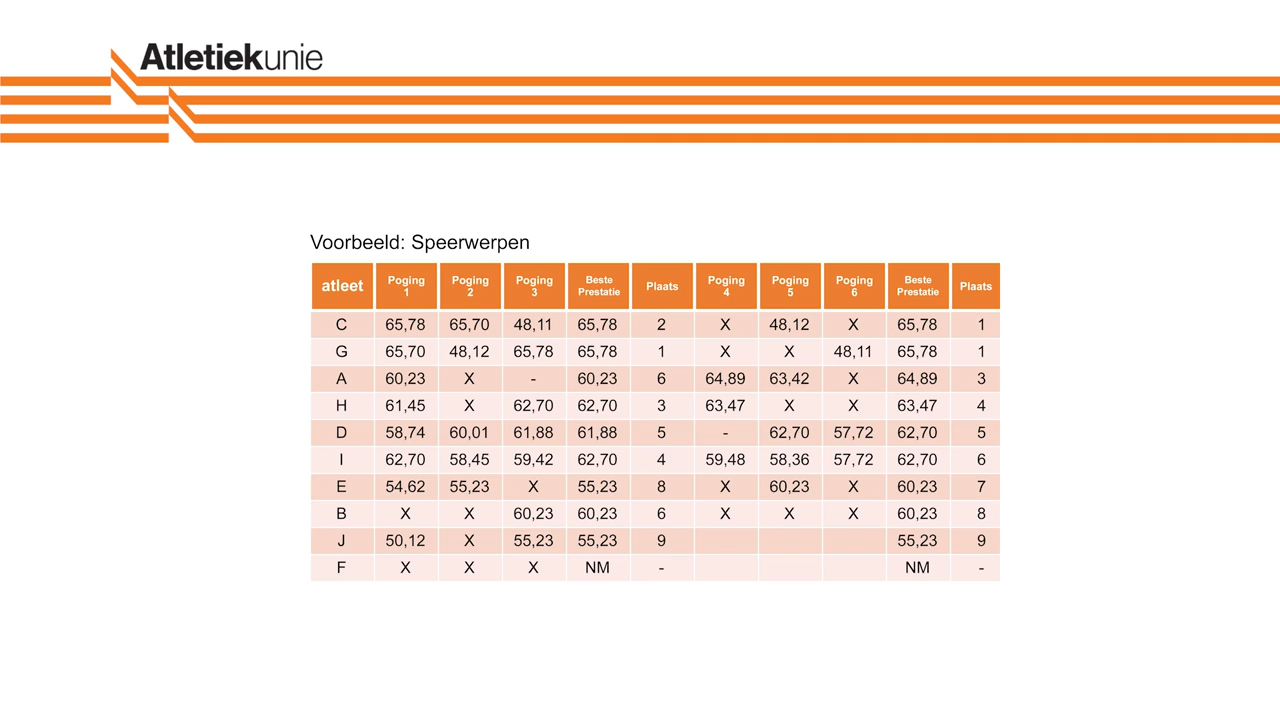 Atletiekunie
Voorbeeld: Speerwerpen
atleet Poging 1 Poging 2 Poging 3 Beste Prestatie Plaats Poging 4 Poging 5 Poging 6 Beste Prestatie Plaats
C 65,78 65,70 48,11 65,78 2 X 48,12 X 65,78 1
G 65,70 48,12 65,78 65,78 1 X X 48,11 65,78 1
A 60,23 X - 60,23 6 64,89 63,42 X 64,89 3
H 61,45 X 62,70 62,70 3 63,47 X X 63,47 4
D 58,74 60,01 61,88 61,88 5 - 62,70 57,72 62,70 5
I 62,70 58,45 59,42 62,70 4 59,48 58,36 57,72 62,70 6
E 54,62 55,23 X 55,23 8 X 60,23 X 60,23 7
B X X 60,23 60,23 6 X X X 60,23 8
J 50,12 X 55,23 55,23 9 55,23 9
F X X X NM - NM -